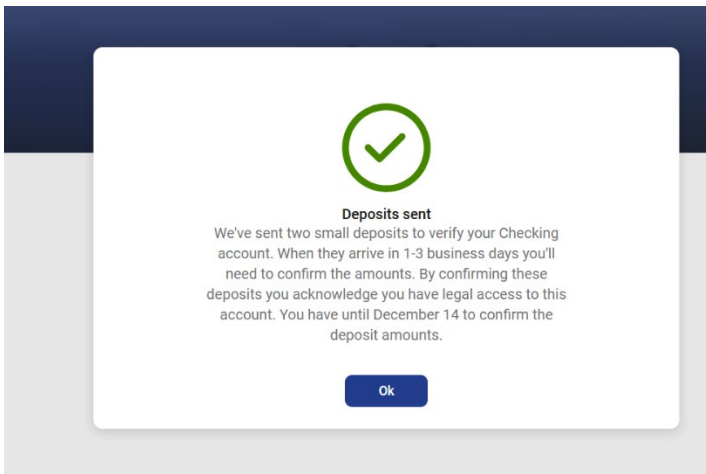 Deposits sent
We've sent two small deposits to verify your Checking
account. When they arrive in 1-3 business days you'll
need to confirm the amounts. By confirming these
deposits you acknowledge you have legal access to this
account. You have until December 14 to confirm the
deposit amounts.
Ok